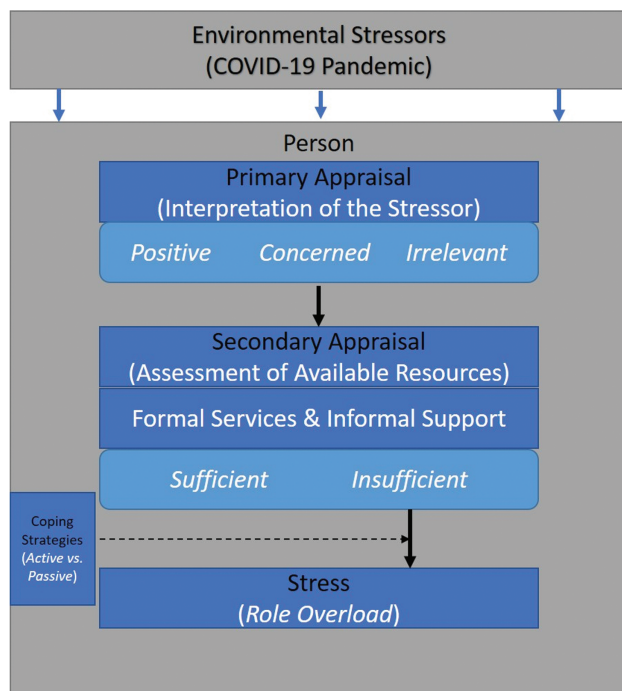 Environmental Stressors
(COVID-19 Pandemic)
Person
Primary Appraisal
(Interpretation of the Stressor)
Positive Concerned Irrelevant
Secondary Appraisal
(Assessment of Available Resources)
Formal Services & Informal Support
Sufficient Insufficient
Coping
Strategies
(Active vs.
Passive)
Stress
(Role Overload)